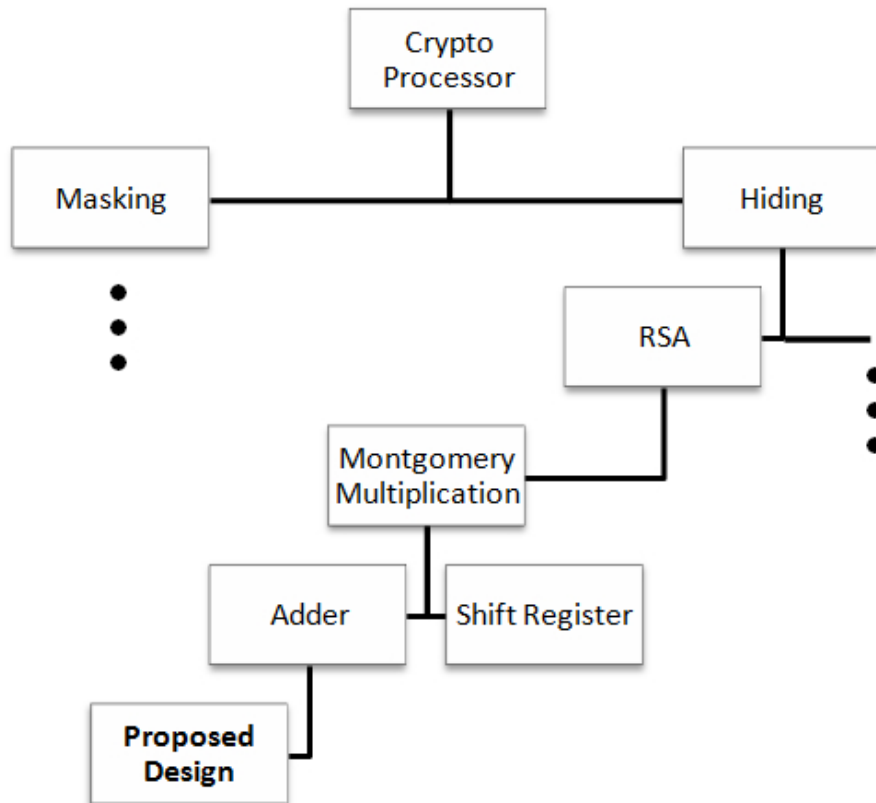 Crypto
Processor
Masking
Hiding
RSA
Montgomery
Multiplication
Adder
Shift Register
Proposed
Design